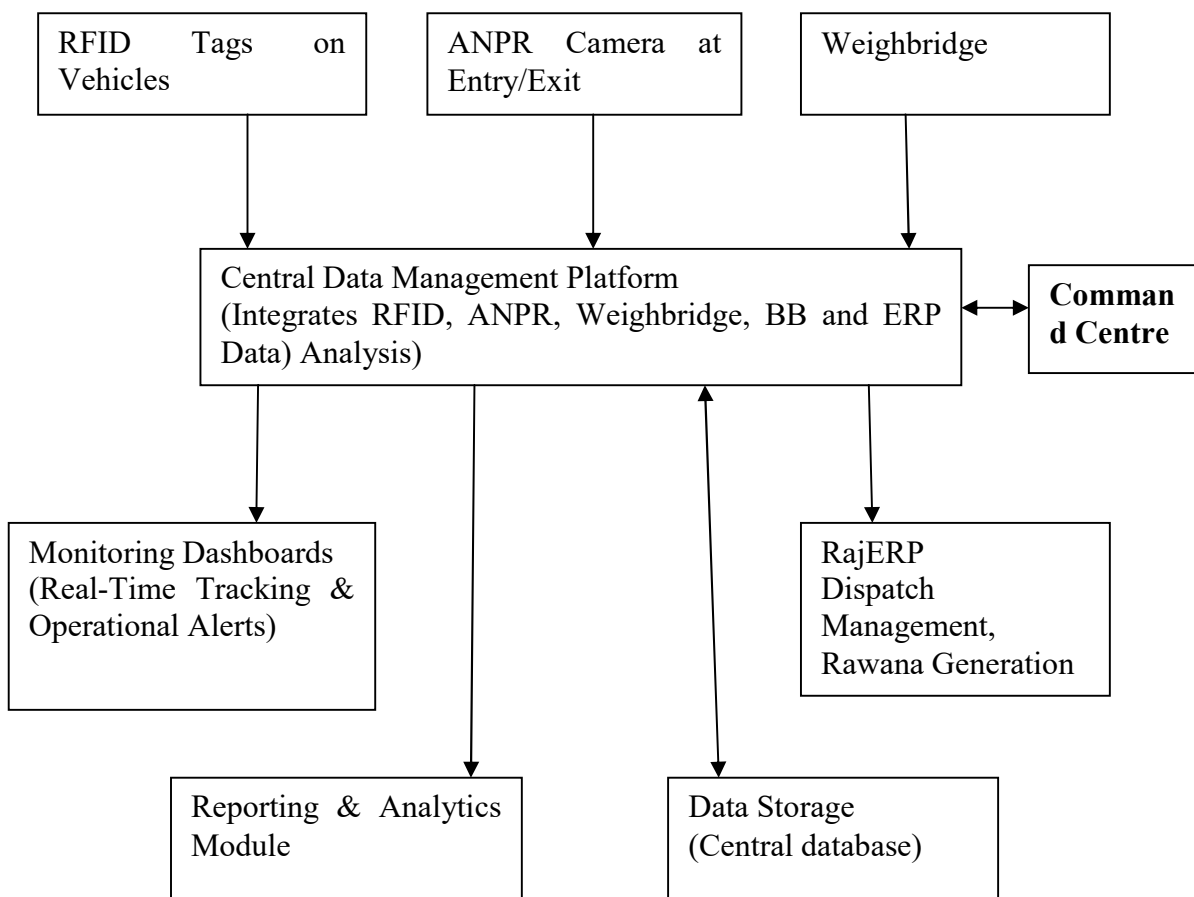 RFID Tags on
Vehicles
ANPR Camera at
Entry/Exit
Weighbridge
Central Data Management Platform
(Integrates RFID, ANPR, Weighbridge, BB and ERP
Data) Analysis)
Comman
d Centre
Monitoring Dashboards
(Real-Time Tracking &
Operational Alerts)
RajERP
Dispatch
Management,
Rawana Generation
Reporting & Analytics
Module
Data Storage
(Central database)